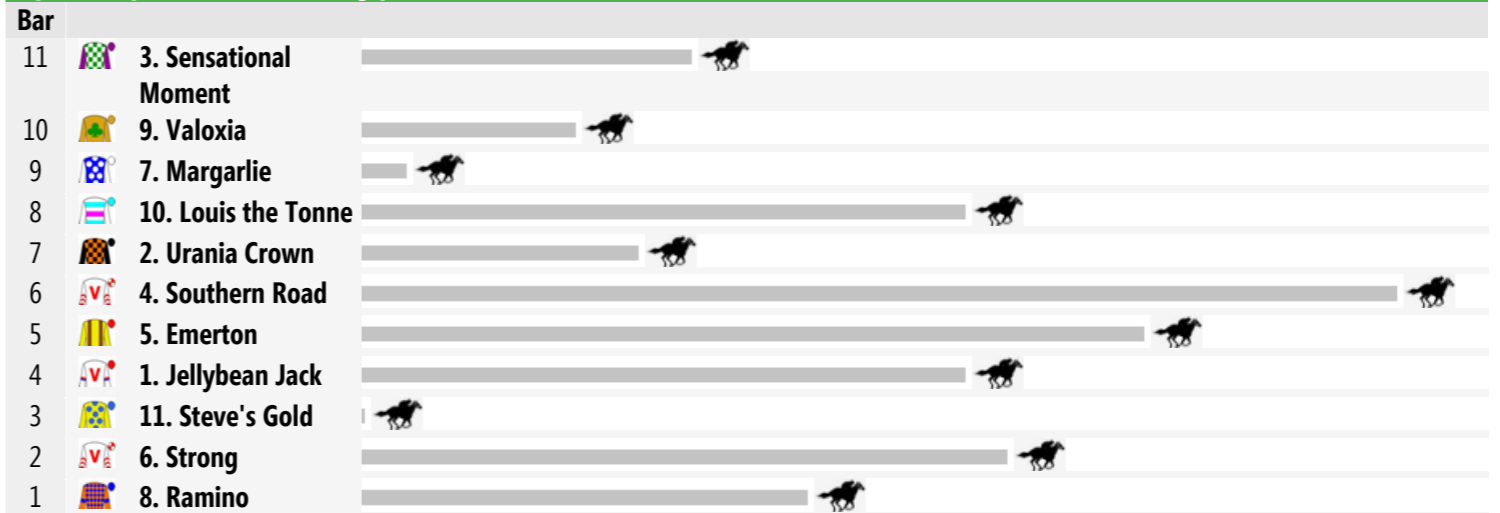 Bar
11 3. Sensational
Moment
10 9. Valoxia
9 7. Margarlie
8 10. Louis the Tonne
7 2. Urania Crown
6 V 4. Southern Road
5 5. Emerton
4 V 1. Jellybean Jack
3 11. Steve's Gold
2 V 6. Strong
1 8. Ramino